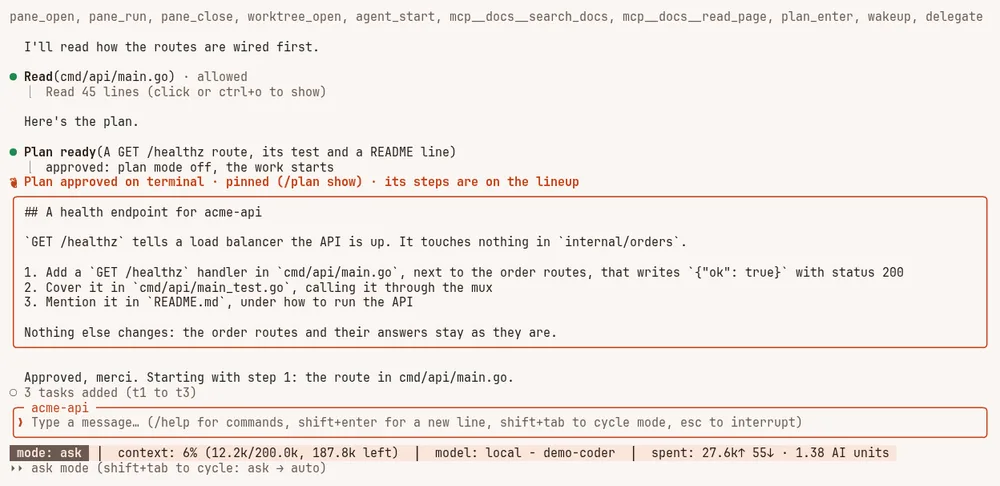 pane_open, pane_run, pane_close, worktree_open, agent_start, mcp__docs__search_docs, mcp__docs__read_page, plan_enter, wakeup, delegate
I'll read how the routes are wired first.
● Read(cmd/api/main.go) · allowed
│ Read 45 lines (click or ctrl+o to show)
Here's the plan.
● Plan ready(A GET /healthz route, its test and a README line)
│ approved: plan mode off, the work starts
Plan approved on terminal · pinned (/plan show) · its steps are on the lineup
## A health endpoint for acme-api
`GET /healthz` tells a load balancer the API is up. It touches nothing in `internal/orders`.
1. Add a `GET /healthz` handler in `cmd/api/main.go`, next to the order routes, that writes `{"ok": true}` with status 200
2. Cover it in `cmd/api/main_test.go`, calling it through the mux
3. Mention it in `README.md`, under how to run the API
Nothing else changes: the order routes and their answers stay as they are.
Approved, merci. Starting with step 1: the route in cmd/api/main.go.
○ 3 tasks added (t1 to t3)
acme-api
❯ Type a message… (/help for commands, shift+enter for a new line, shift+tab to cycle mode, esc to interrupt)
mode: ask │ context: 6% (12.2k/200.0k, 187.8k left) │ model: local - demo-coder │ spent: 27.6k↑ 55↓ · 1.38 AI units
▸▸ ask mode (shift+tab to cycle: ask → auto)